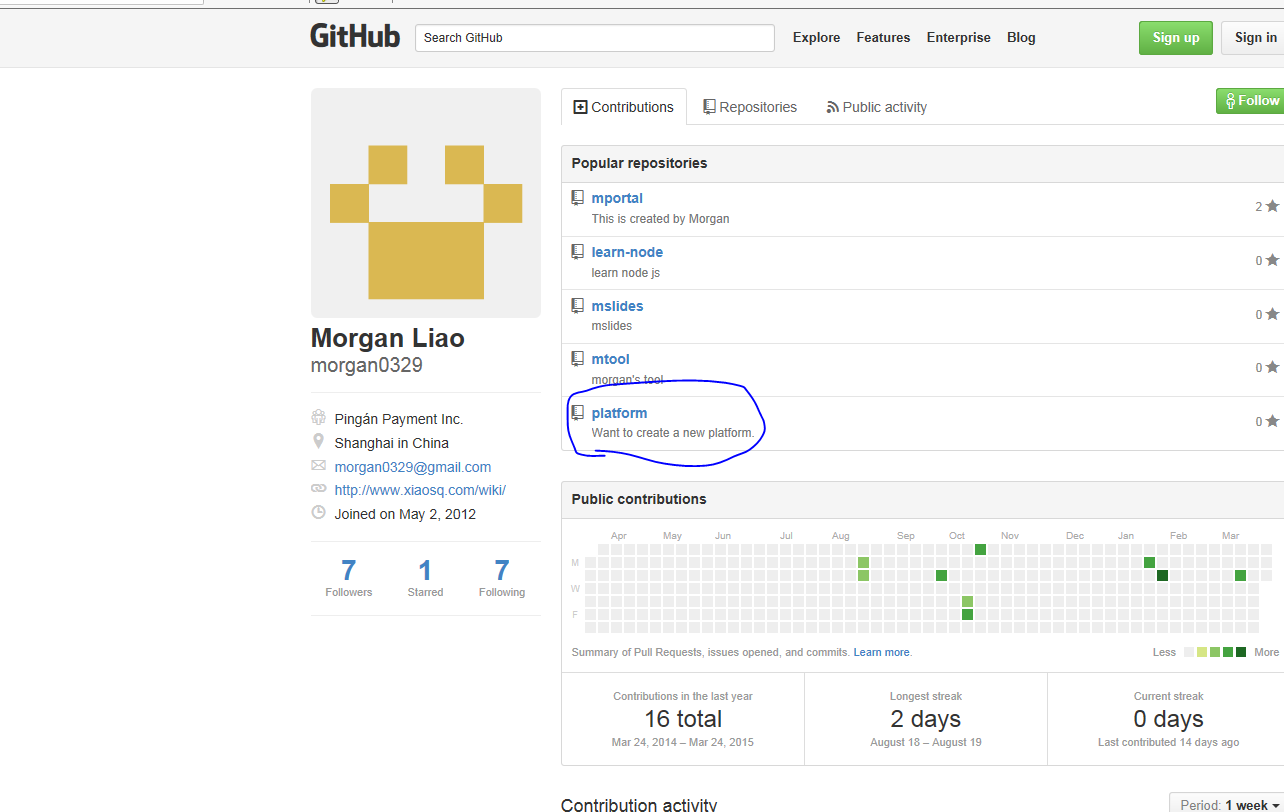 GitHub
Search GitHub
Explore Features Enterprise Blog
Sign up Sign in
Contributions Repositories Public activity
Follow
Morgan Liao
morgan0329
Pingán Payment Inc.
Shanghai in China
morgan0329@gmail.com
http://www.xiaosq.com/wiki/
Joined on May 2, 2012
7 1 7
Followers Starred Following
Popular repositories
mportal
This is created by Morgan
2
learn-node
learn node js
0
mslides
mslides
0
mtool
morgan's tool
0
platform
Want to create a new platform.
0
Public contributions
Apr May Jun Jul Aug Sep Oct Nov Dec Jan Feb Mar
M
W
F
Summary of Pull Requests, issues opened, and commits. Learn more.
Less More
Contributions in the last year
16 total
Mar 24, 2014 – Mar 24, 2015
Longest streak
2 days
August 18 – August 19
Current streak
0 days
Last contributed 14 days ago
Contribution activity
Period: 1 week